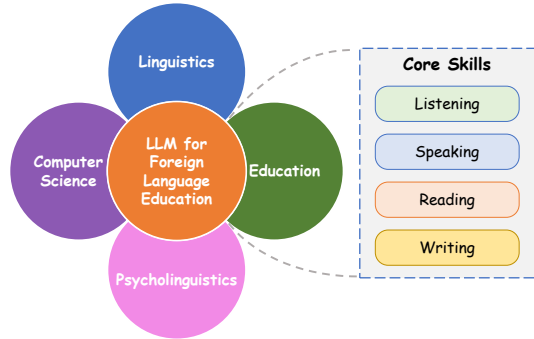 Linguistics
Computer
Science
LLM for
Foreign
Language
Education
Education
Psycholinguistics
Core Skills
Listening
Speaking
Reading
Writing